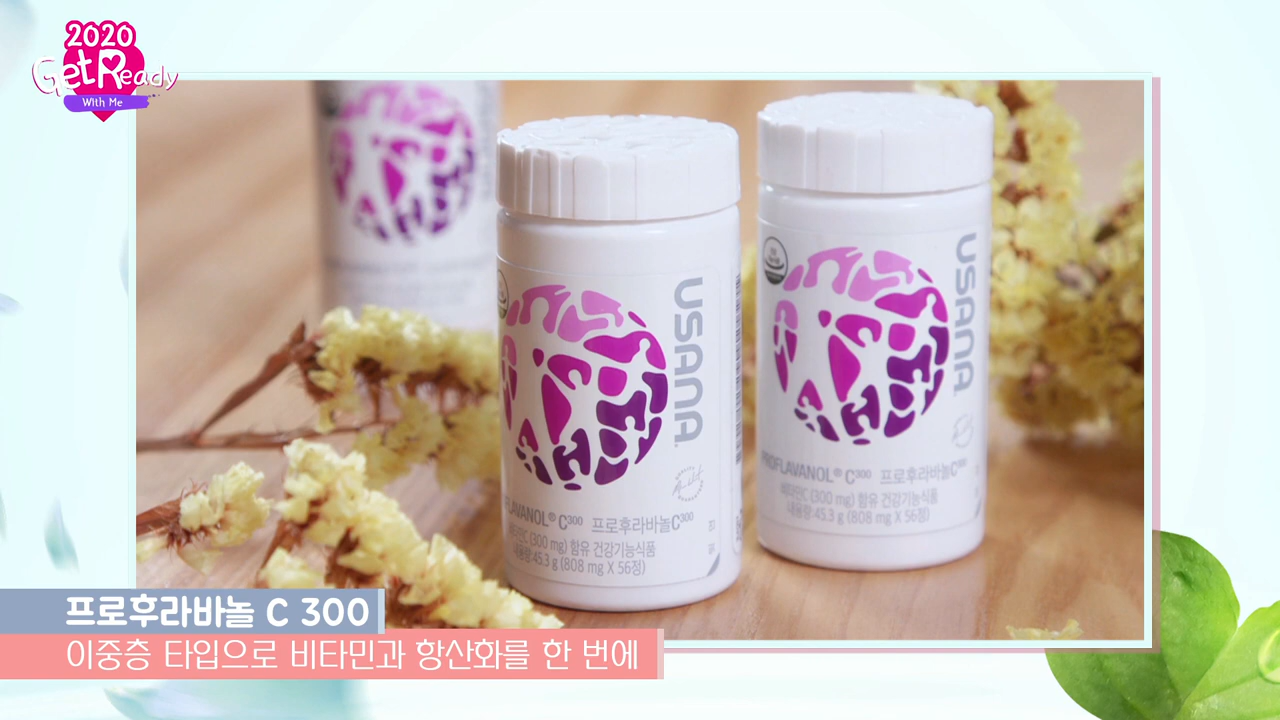 2020
Get Ready
With Me
USANA
USANA
PROFLAVANOL® C300 프로후라바놀C300
비타민C (300 mg) 함유 건강기능식품
내용량:45.3 g (808 mg X 56정)
FLAVANOL® C300 프로후라바놀C300
(300 mg) 함유 건강기능식품
내용량:45.3 g (808 mg X 56정)
프로후라바놀 C 300
이중층 타입으로 비타민과 항산화를 한 번에